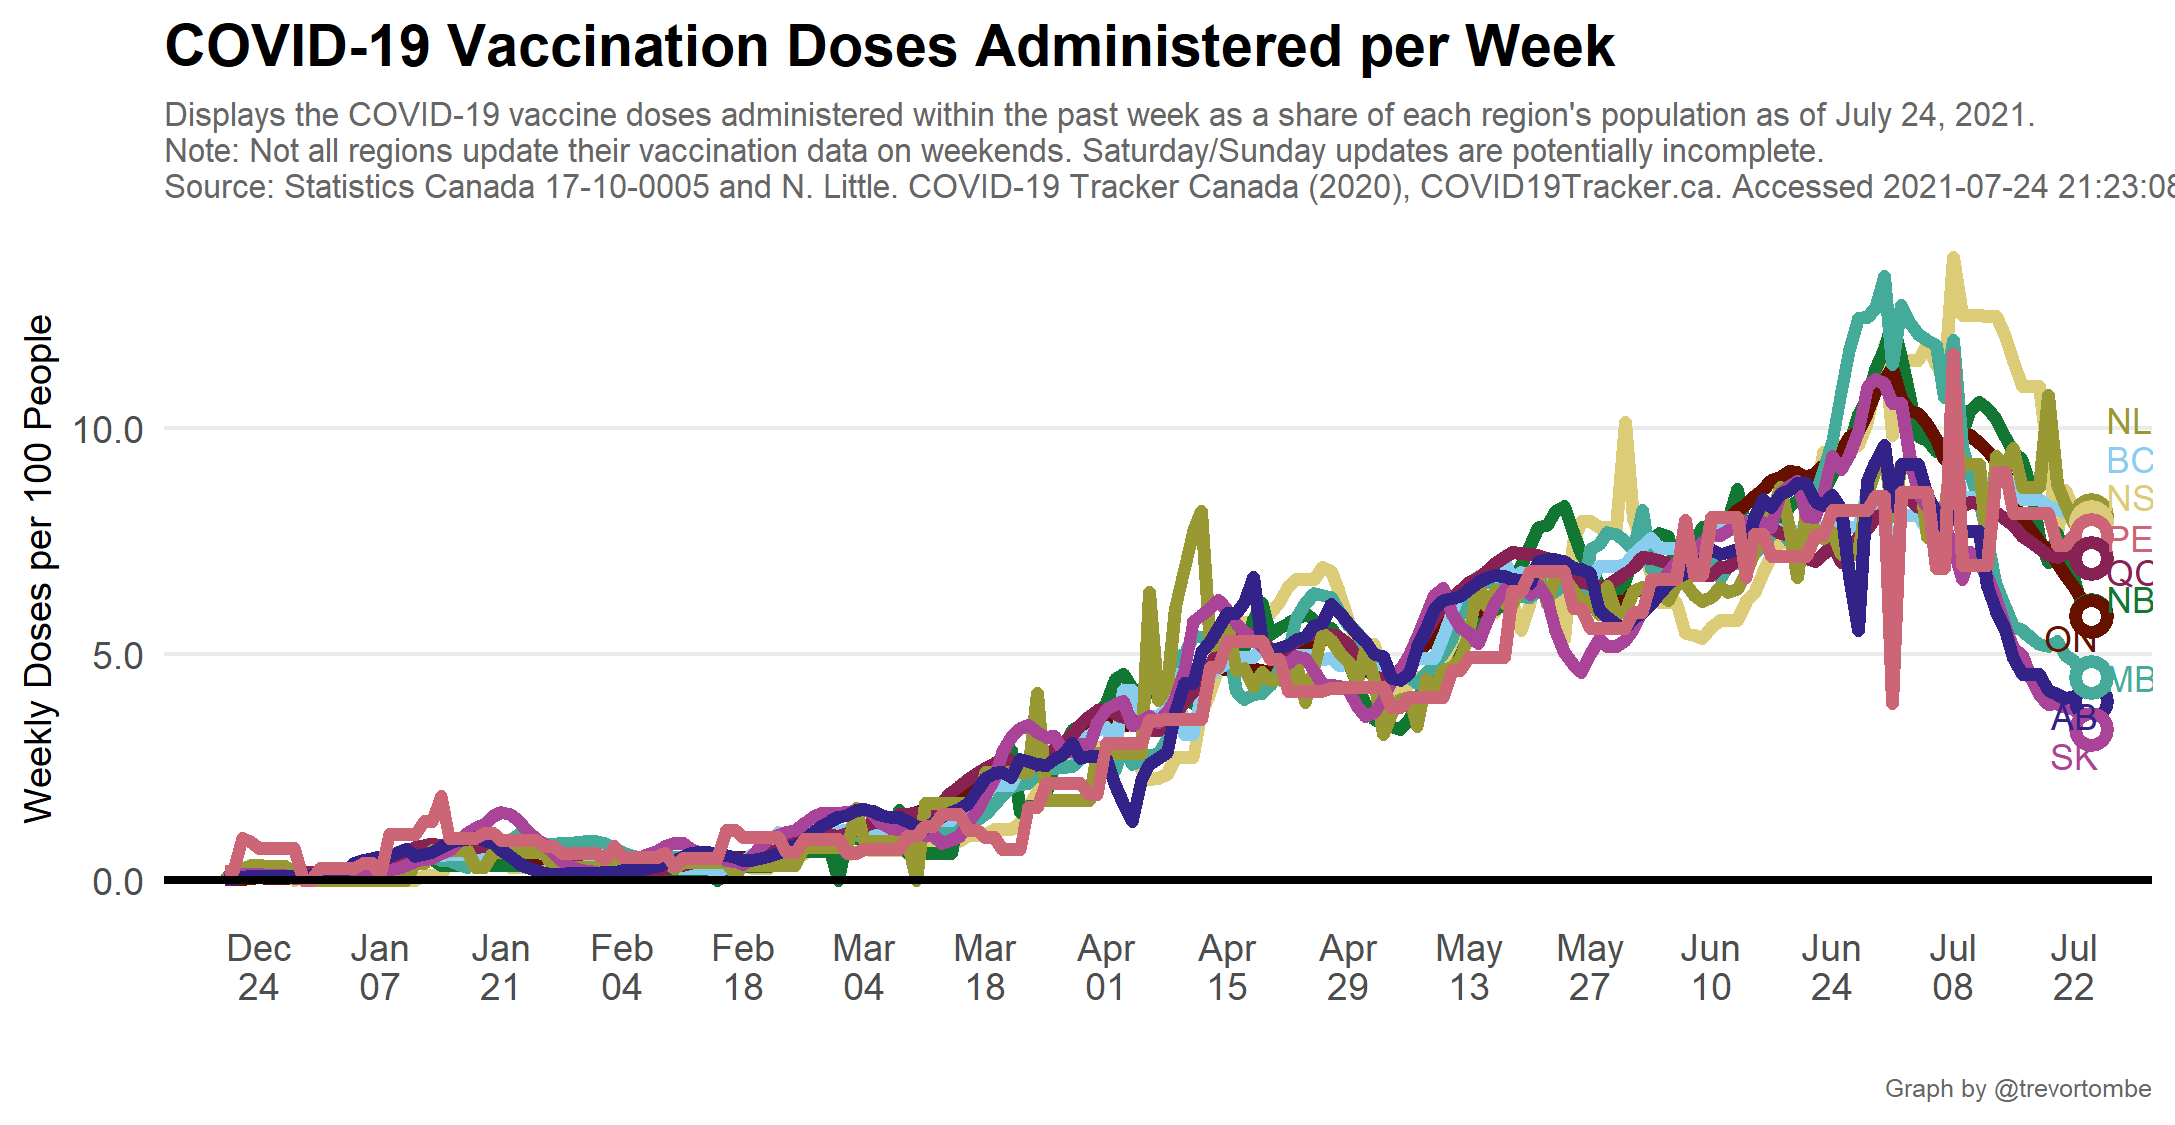 COVID-19 Vaccination Doses Administered per Week
Displays the COVID-19 vaccine doses administered within the past week as a share of each region's population as of July 24, 2021.
Note: Not all regions update their vaccination data on weekends. Saturday/Sunday updates are potentially incomplete.
Source: Statistics Canada 17-10-0005 and N. Little. COVID-19 Tracker Canada (2020), COVID19Tracker.ca. Accessed 2021-07-24 21:23:08
Weekly Doses per 100 People
10.0
5.0
0.0
NL
BC
NS
PE
QC
NB
ON
MB
AB
SK
Dec 24
Jan 07
Jan 21
Feb 04
Feb 18
Mar 04
Mar 18
Apr 01
Apr 15
Apr 29
May 13
May 27
Jun 10
Jun 24
Jul 08
Jul 22
Graph by @trevortombe